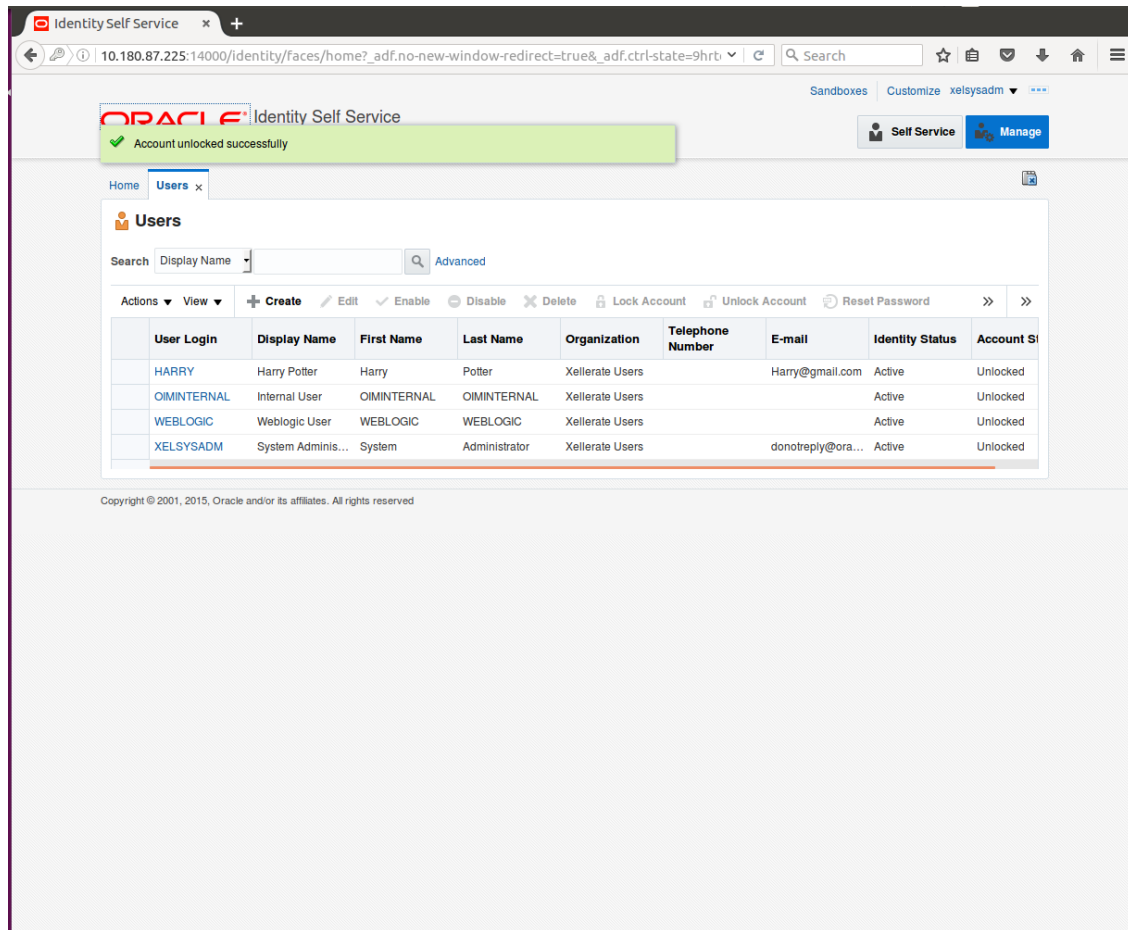 Identity Self Service × +
10.180.87.225:14000/identity/faces/home?_adf.no-new-window-redirect=true&_adf.ctrl-state=9hrt Search
Sandboxes Customize xelsysadm
ORACLE Identity Self Service
Self Service Manage
Account unlocked successfully
Home Users ×
Users
Search Display Name Advanced
Actions View Create Edit Enable Disable Delete Lock Account Unlock Account Reset Password » »
User Login Display Name First Name Last Name Organization Telephone Number E-mail Identity Status Account St
HARRY Harry Potter Harry Potter Xellerate Users Harry@gmail.com Active Unlocked
OIMINTERNAL Internal User OIMINTERNAL OIMINTERNAL Xellerate Users Active Unlocked
WEBLOGIC Weblogic User WEBLOGIC WEBLOGIC Xellerate Users Active Unlocked
XELSYSADM System Adminis... System Administrator Xellerate Users donotreply@ora... Active Unlocked
Copyright © 2001, 2015, Oracle and/or its affiliates. All rights reserved